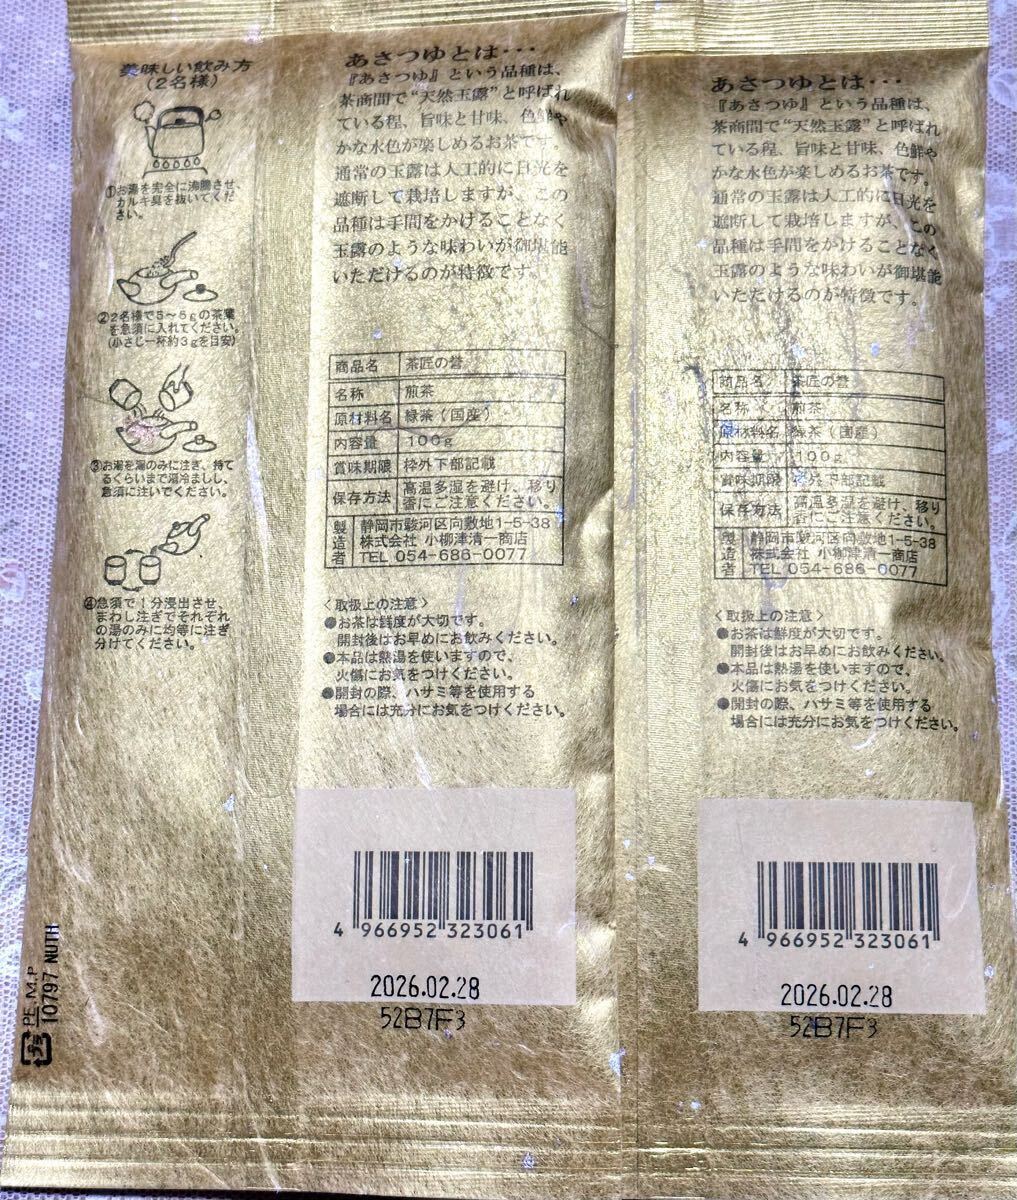 美味しい飲み方
(2名様)
①お湯を完全に沸騰させ、
カルキ臭を抜いてくだ
さい。
②2名様で5〜6gの茶葉
を急須に入れてください。
(小さじ一杯約3gを目安)
③お湯を湯のみに注ぎ、持て
るくらいまで湯冷まし、
急須に注いでください。
④急須で1分浸出させ、
まわし注ぎでそれぞれ
の湯のみに均等に注ぎ
分けてください。
PE, M.P
10797 NUTH
プラ
あさつゆとは・・・
『あさつゆ』という品種は、
茶商間で“天然玉露”と呼ばれ
ている程、旨味と甘味、色鮮や
かな水色が楽しめるお茶です。
通常の玉露は人工的に日光を
遮断して栽培しますが、この
品種は手間をかけることなく
玉露のような味わいが御堪能
いただけるのが特徴です。
商品名 茶匠の誉
名称 煎茶
原材料名 緑茶(国産)
内容量 100g
賞味期限 枠外下部記載
保存方法 高温多湿を避け、移り
香にご注意ください。
製造者 静岡市駿河区向敷地1-5-38
株式会社 小柳津清一商店
TEL 054-686-0077
<取扱上の注意>
●お茶は鮮度が大切です。
開封後はお早めにお飲みください。
●本品は熱湯を使いますので、
火傷にお気をつけください。
●開封の際、ハサミ等を使用する
場合には充分にお気をつけください。
4 966952 323061
2026.02.28
52B7F3
あさつゆとは・・・
『あさつゆ』という品種は、
茶商間で“天然玉露”と呼ばれ
ている程、旨味と甘味、色鮮や
かな水色が楽しめるお茶です。
通常の玉露は人工的に日光を
遮断して栽培しますが、この
品種は手間をかけることなく
玉露のような味わいが御堪能
いただけるのが特徴です。
商品名 茶匠の誉
名称 煎茶
原材料名 緑茶(国産)
内容量 100g
賞味期限 枠外下部記載
保存方法 高温多湿を避け、移り
香にご注意ください。
製造者 静岡市駿河区向敷地1-5-38
株式会社 小柳津清一商店
TEL 054-686-0077
<取扱上の注意>
●お茶は鮮度が大切です。
開封後はお早めにお飲みください。
●本品は熱湯を使いますので、
火傷にお気をつけください。
●開封の際、ハサミ等を使用する
場合には充分にお気をつけください。
4 966952 323061
2026.02.28
52B7F3